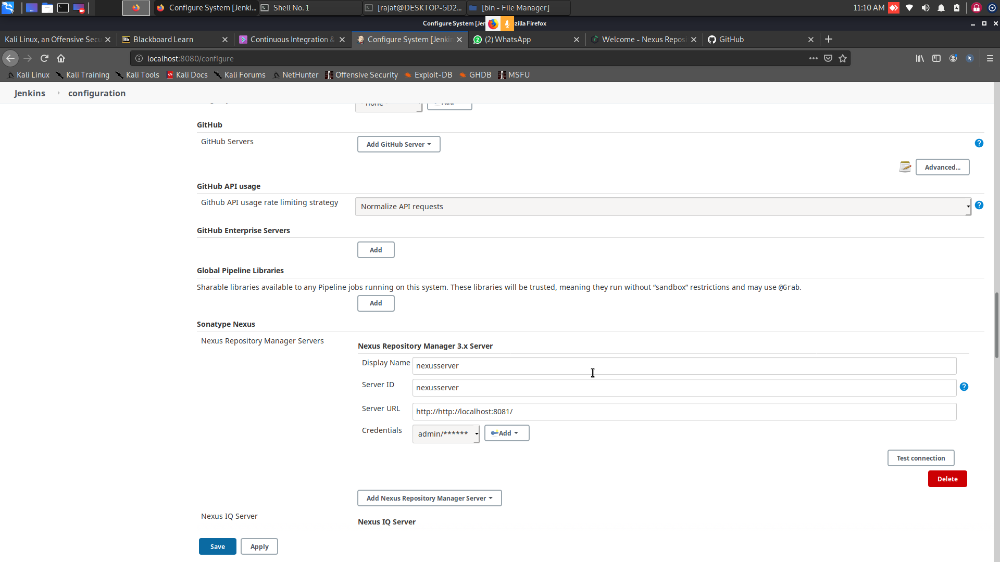 Configure System [Jenki...
Shell No. 1
[rajat@DESKTOP-5D2...
[bin - File Manager]
11:10 AM
Configure System [Jen
zilla Firefox
Kali Linux, an Offensive Secu
Blackboard Learn
Continuous Integration &
Configure System [Jenki
(2) WhatsApp
Welcome - Nexus Repos
GitHub
localhost:8080/configure
Kali Linux
Kali Training
Kali Tools
Kali Docs
Kali Forums
NetHunter
Offensive Security
Exploit-DB
GHDB
MSFU
Jenkins
configuration
GitHub
GitHub Servers
Add GitHub Server
Advanced...
GitHub API usage
Github API usage rate limiting strategy
Normalize API requests
GitHub Enterprise Servers
Add
Global Pipeline Libraries
Sharable libraries available to any Pipeline jobs running on this system. These libraries will be trusted, meaning they run without “sandbox” restrictions and may use @Grab.
Add
Sonatype Nexus
Nexus Repository Manager Servers
Nexus Repository Manager 3.x Server
Display Name nexusserver
Server ID nexusserver
Server URL http://http://localhost:8081/
Credentials admin/****** Add
Test connection
Delete
Add Nexus Repository Manager Server
Nexus IQ Server
Nexus IQ Server
Save Apply